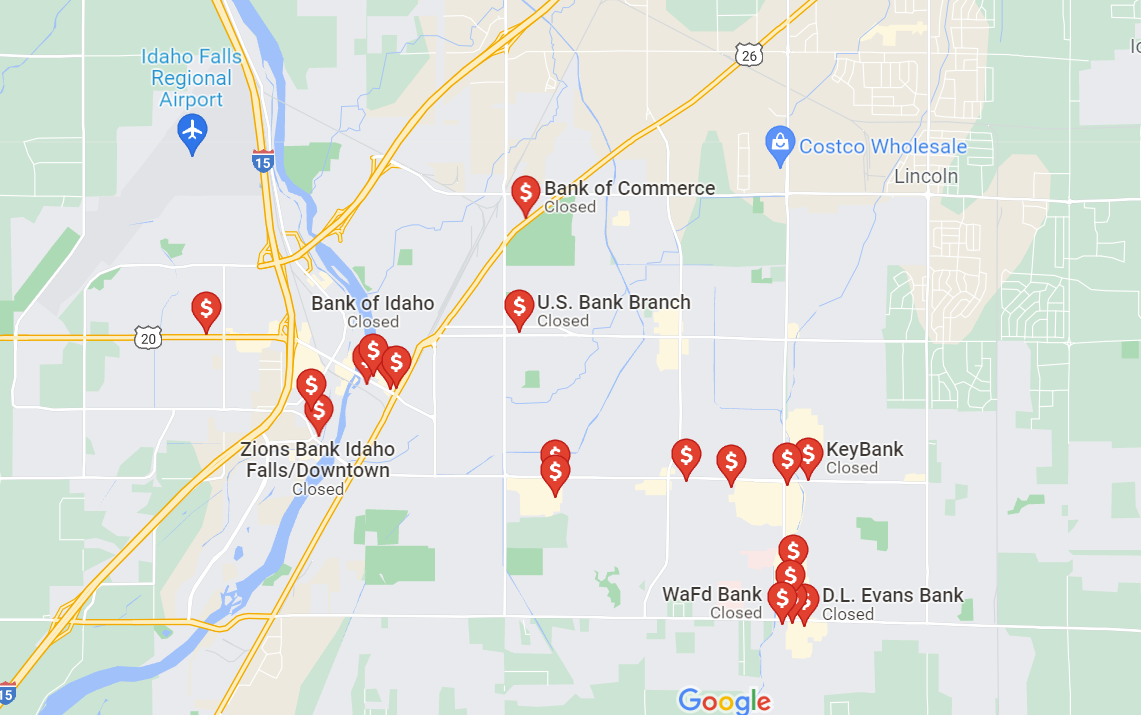 26
Idaho Falls
Regional
Airport
Costco Wholesale
15
Lincoln
Bank of Commerce
Closed
Bank of Idaho
Closed
U.S. Bank Branch
Closed
20
Zions Bank Idaho
Falls/Downtown
Closed
KeyBank
Closed
WaFd Bank
Closed
D.L. Evans Bank
Closed
15
Google